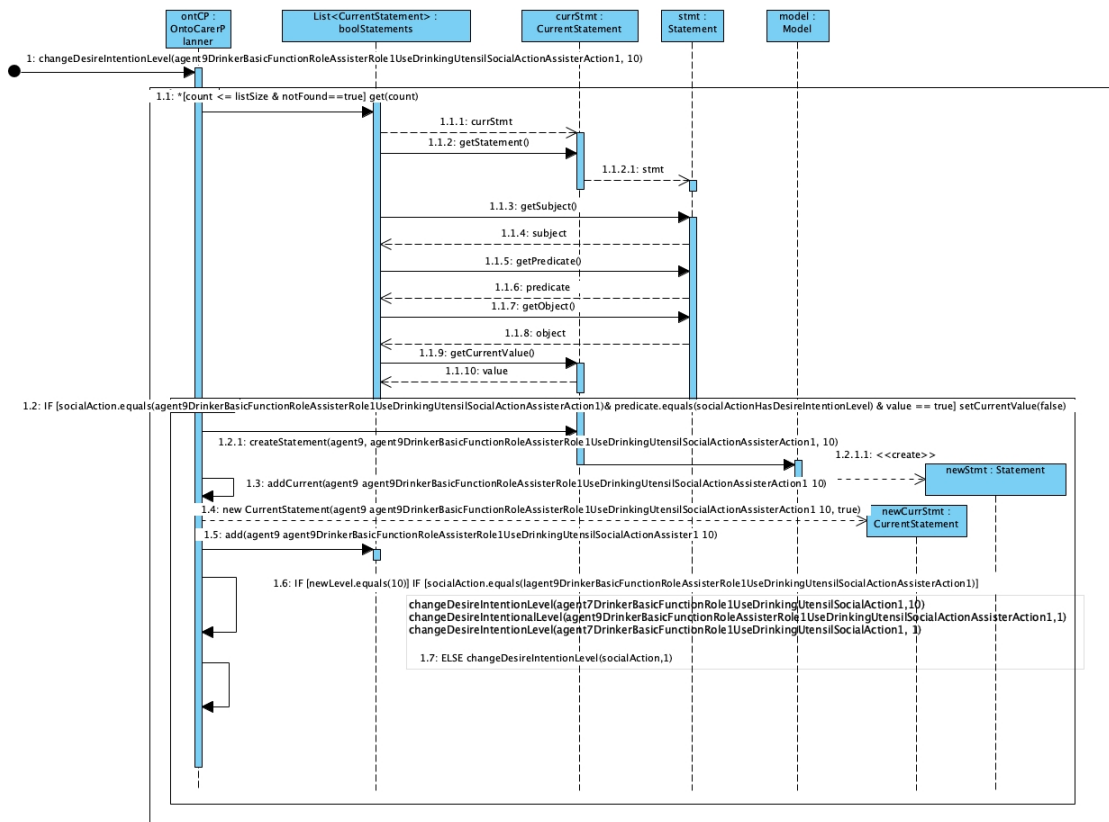 ontCP :
OntoCarerP
lanner
List<CurrentStatement> :
boolStatements
currStmt :
CurrentStatement
stmt :
Statement
model :
Model
1: changeDesireIntentionLevel(agent9DrinkerBasicFunctionRoleAssisterRole1UseDrinkingUtensilSocialActionAssisterAction1, 10)
1.1: *[count <= listSize & notFound==true] get(count)
1.1.1: currStmt
1.1.2: getStatement()
1.1.2.1: stmt
1.1.3: getSubject()
1.1.4: subject
1.1.5: getPredicate()
1.1.6: predicate
1.1.7: getObject()
1.1.8: object
1.1.9: getCurrentValue()
1.1.10: value
1.2: IF [socialAction.equals(agent9DrinkerBasicFunctionRoleAssisterRole1UseDrinkingUtensilSocialActionAssisterAction1)& predicate.equals(socialActionHasDesireIntentionLevel) & value == true] setCurrentValue(false)
1.2.1: createStatement(agent9, agent9DrinkerBasicFunctionRoleAssisterRole1UseDrinkingUtensilSocialActionAssisterAction1, 10)
1.2.1.1: <<create>>
newStmt : Statement
1.3: addCurrent(agent9 agent9DrinkerBasicFunctionRoleAssisterRole1UseDrinkingUtensilSocialActionAssisterAction1 10)
1.4: new CurrentStatement(agent9 agent9DrinkerBasicFunctionRoleAssisterRole1UseDrinkingUtensilSocialActionAssisterAction1 10, true)
newCurrStmt :
CurrentStatement
1.5: add(agent9 agent9DrinkerBasicFunctionRoleAssisterRole1UseDrinkingUtensilSocialActionAssister1 10)
1.6: IF [newLevel.equals(10)] IF [socialAction.equals(lagent9DrinkerBasicFunctionRoleAssisterRole1UseDrinkingUtensilSocialActionAssisterAction1)]
changeDesireIntentionLevel(agent7DrinkerBasicFunctionRole1UseDrinkingUtensilSocialAction1,10)
changeDesireIntentionalLevel(agent9DrinkerBasicFunctionRoleAssisterRole1UseDrinkingUtensilSocialActionAssisterAction1,1)
changeDesireIntentionLevel(agent7DrinkerBasicFunctionRole1UseDrinkingUtensilSocialAction1, 1)
1.7: ELSE changeDesireIntentionLevel(socialAction,1)